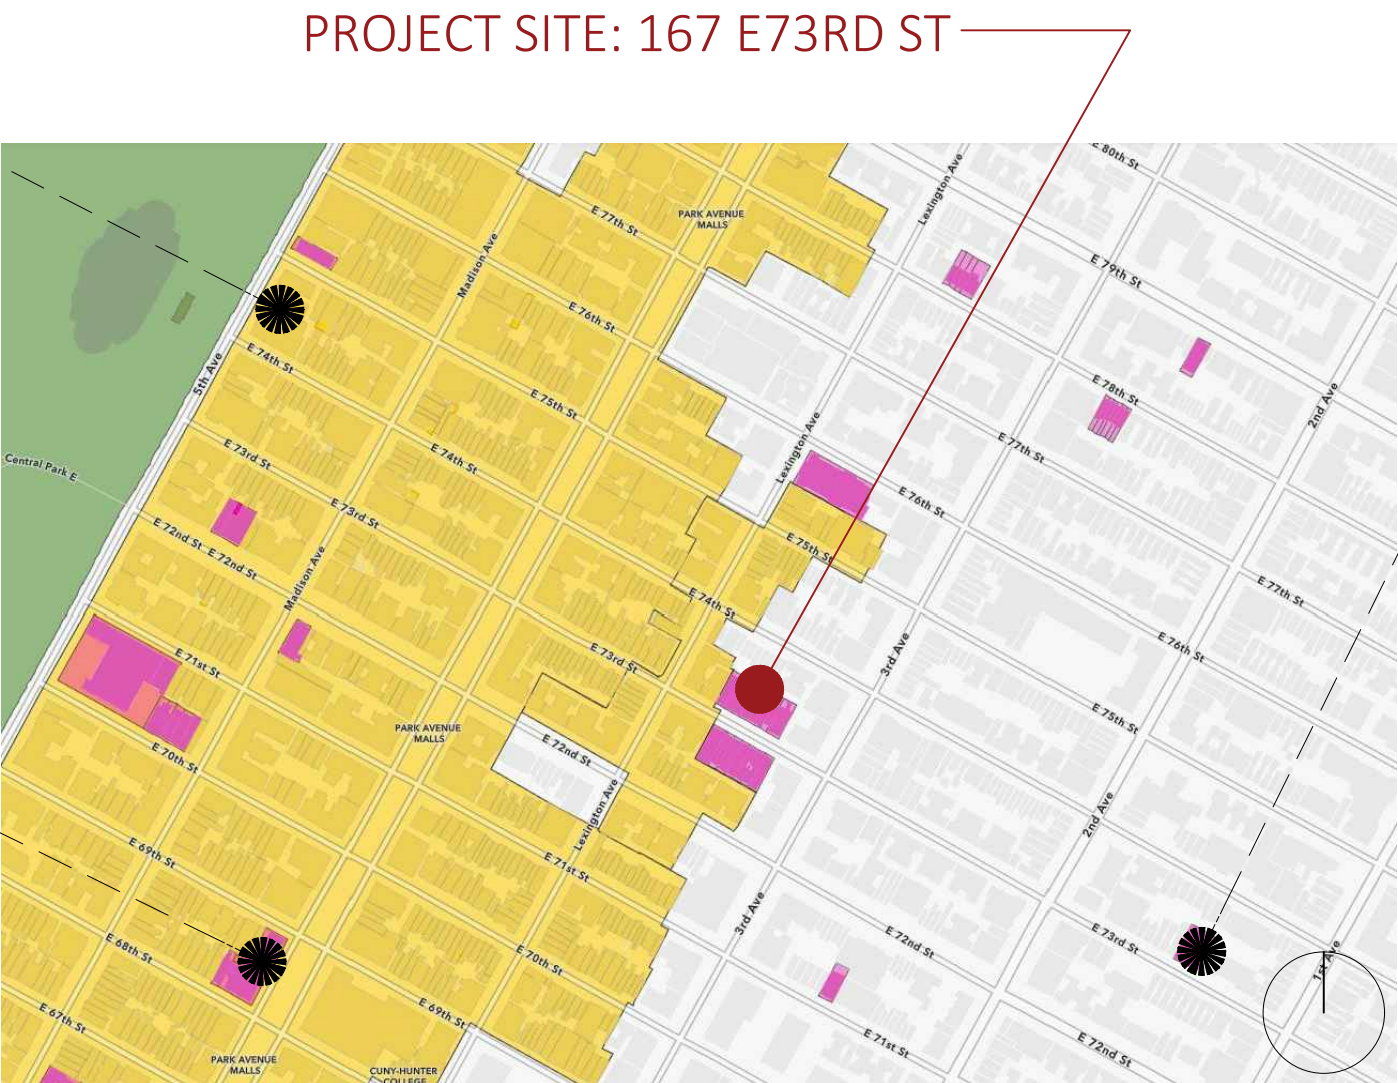 PROJECT SITE: 167 E73RD ST
E 80th St
Lexington Ave
PARK AVENUE
MALLS
E 77th St
E 79th St
Madison Ave
E 76th St
E 74th St
5th Ave
E 75th St
E 78th St
2nd Ave
Lexington Ave
E 77th St
E 73rd St
E 74th St
Central Park E
E 76th St
E 73rd St
E 72nd St
E 72nd St
E 75th St
Madison Ave
E 74th St
E 77th St
E 71st St
E 73rd St
3rd Ave
E 76th St
E 75th St
PARK AVENUE
MALLS
E 72nd St
E 70th St
Lexington Ave
2nd Ave
E 69th St
E 71st St
3rd Ave
E 68th St
E 70th St
E 72nd St
E 73rd St
1st Ave
E 67th St
E 69th St
E 71st St
E 72nd St
PARK AVENUE
MALLS
CUNY-HUNTER
COLLEGE